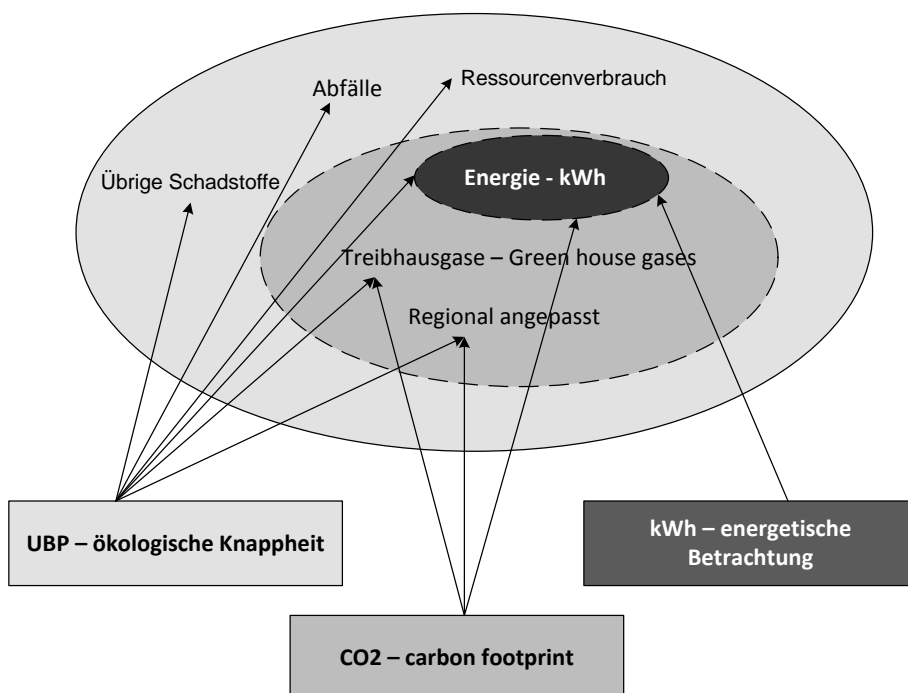 Ressourcenverbrauch
Abfälle
Energie - kWh
Übrige Schadstoffe
Treibhausgase – Green house gases
Regional angepasst
UBP – ökologische Knappheit
kWh – energetische
Betrachtung
CO2 – carbon footprint